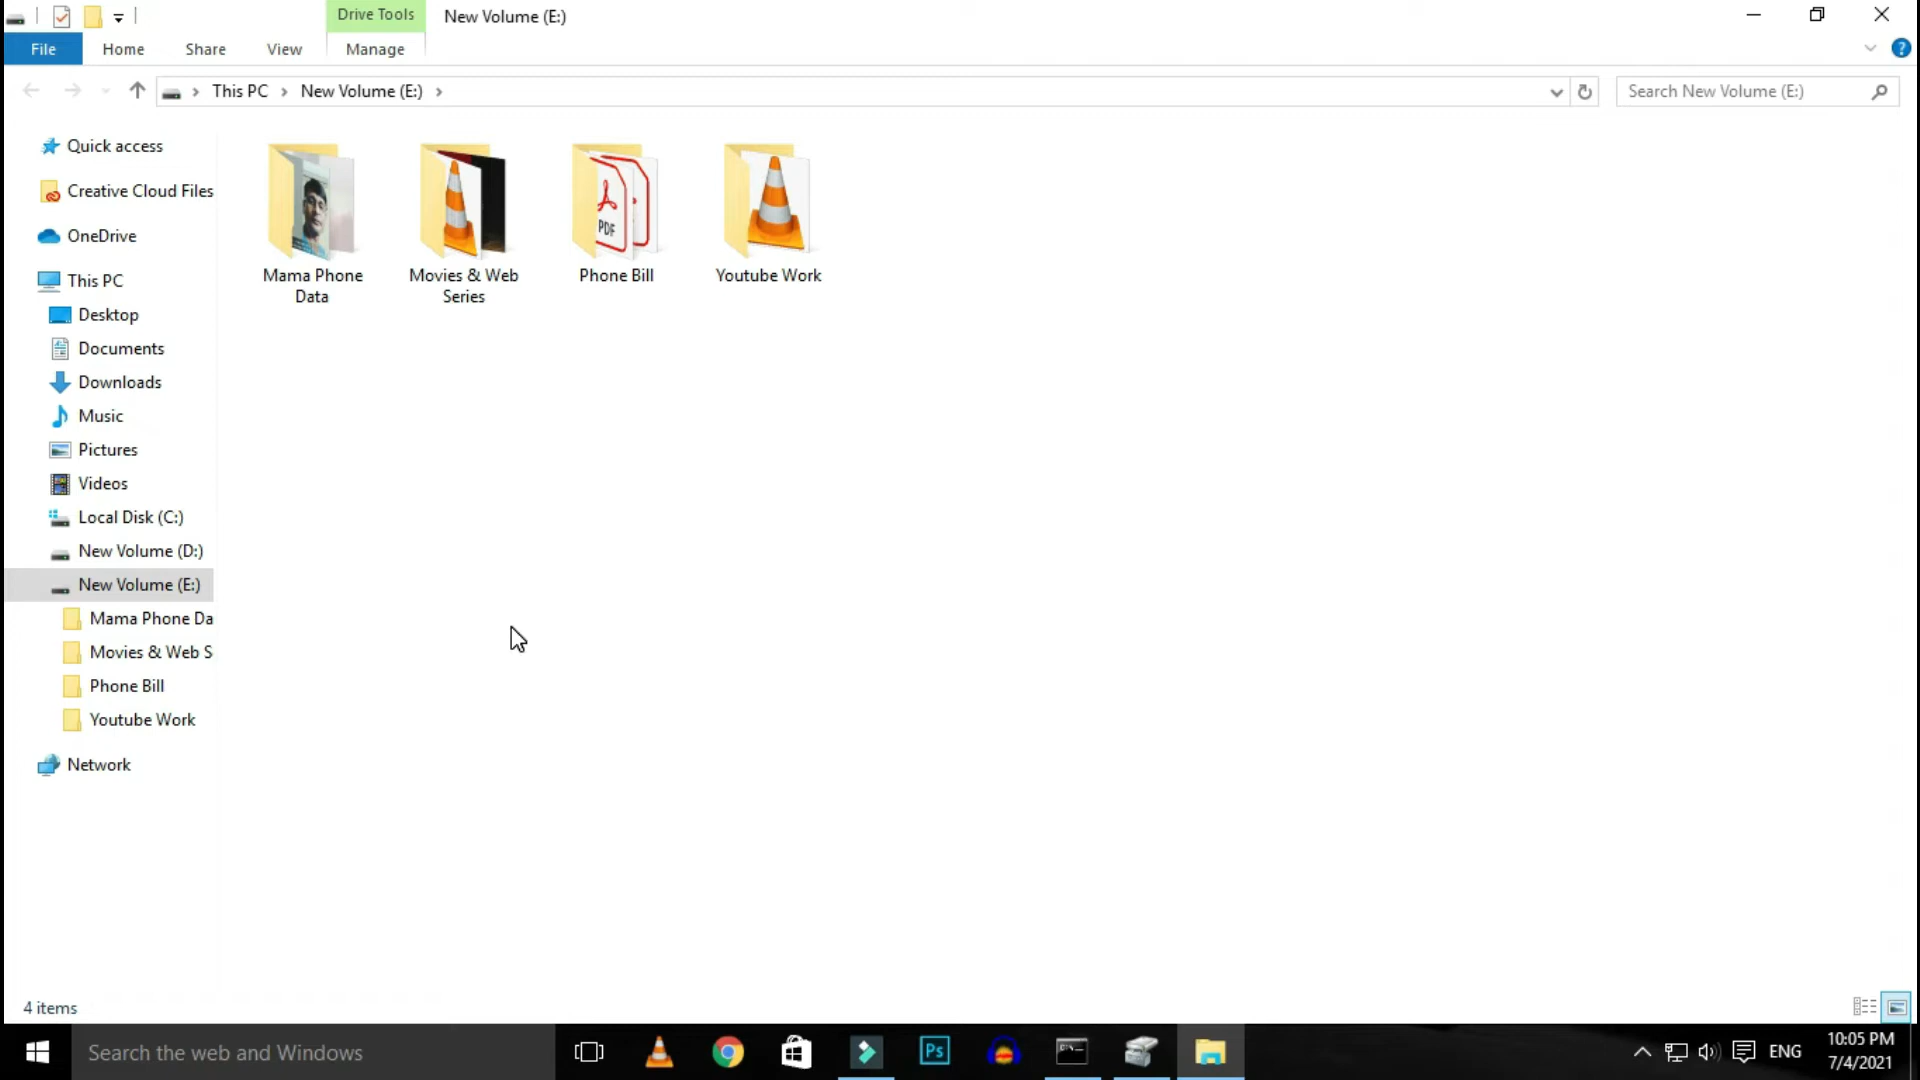 Drive Tools
New Volume (E:)
File
Home
Share
View
Manage
This PC
New Volume (E:)
Search New Volume (E:)
Quick access
Creative Cloud Files
OneDrive
This PC
Desktop
Documents
Downloads
Music
Pictures
Videos
Local Disk (C:)
New Volume (D:)
New Volume (E:)
Mama Phone Da
Movies & Web S
Phone Bill
Youtube Work
Network
PDF
Mama Phone
Data
Movies & Web
Series
Phone Bill
Youtube Work
4 items
Search the web and Windows
Ps
ENG
10:05 PM
7/4/2021